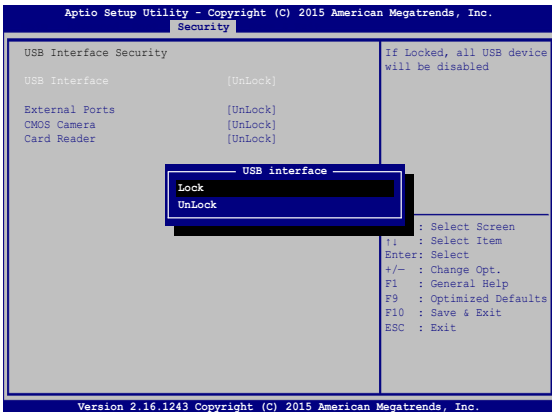 Aptio Setup Utility - Copyright (C) 2015 American Megatrends, Inc.
Security
USB Interface Security
USB Interface [UnLock]
External Ports [UnLock]
CMOS Camera [UnLock]
Card Reader [UnLock]
USB interface
Lock
UnLock
If Locked, all USB device
will be disabled
: Select Screen
↑↓ : Select Item
Enter: Select
+/— : Change Opt.
F1 : General Help
F9 : Optimized Defaults
F10 : Save & Exit
ESC : Exit
Version 2.16.1243 Copyright (C) 2015 American Megatrends, Inc.